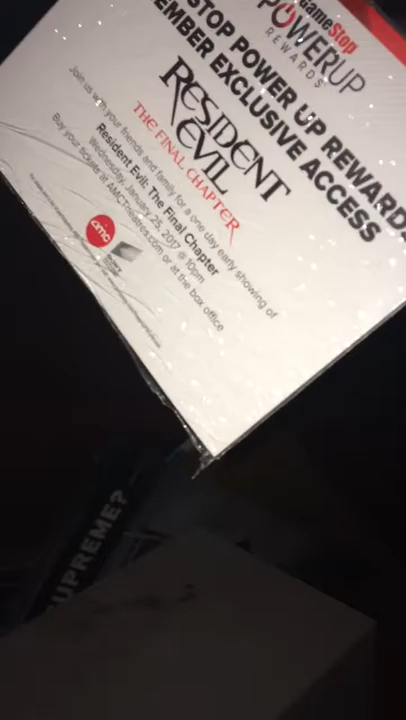 GameStop
POWERUP
REWARDS
STOP POWER UP REWARDS
EMBER EXCLUSIVE ACCESS
RESIDENT
EVIL
THE FINAL CHAPTER
Join us with your friends and family for a one day early showing of
Resident Evil: The Final Chapter
Wednesday, January 25, 2017 @ 10pm
Buy your tickets at AMCTheatres.com or at the box office
amc
UPREME?